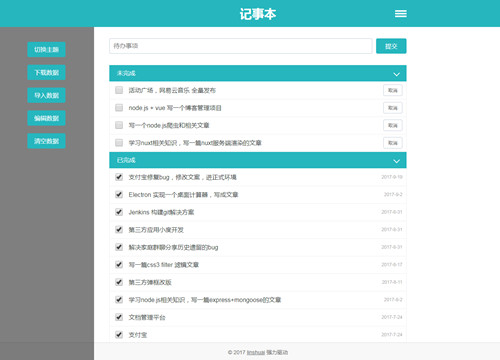 记事本
切换主题
下载数据
导入数据
编辑数据
清空数据
待办事项
提交
未完成
活动广场，网易云音乐 全量发布 取消
node.js + vue 写一个博客管理项目 取消
写一个node.js爬虫和相关文章 取消
学习nuxt相关知识，写一篇nuxt服务端渲染的文章 取消
已完成
支付宝修复bug，修改文案，进正式环境 2017-9-18
Electron 实现一个桌面计算器，写成文章 2017-9-2
Jenkins 构建git解决方案 2017-8-31
第三方应用小度开发 2017-8-31
解决家庭群聊分享历史遗留的bug 2017-8-31
写一篇css3 filter 滤镜文章 2017-8-17
第三方弹框改版 2017-8-11
学习node.js相关知识，写一篇express+mongoose的文章 2017-8-2
文档管理平台 2017-7-24
支付宝 2017-7-24
© 2017 linshuai 强力驱动